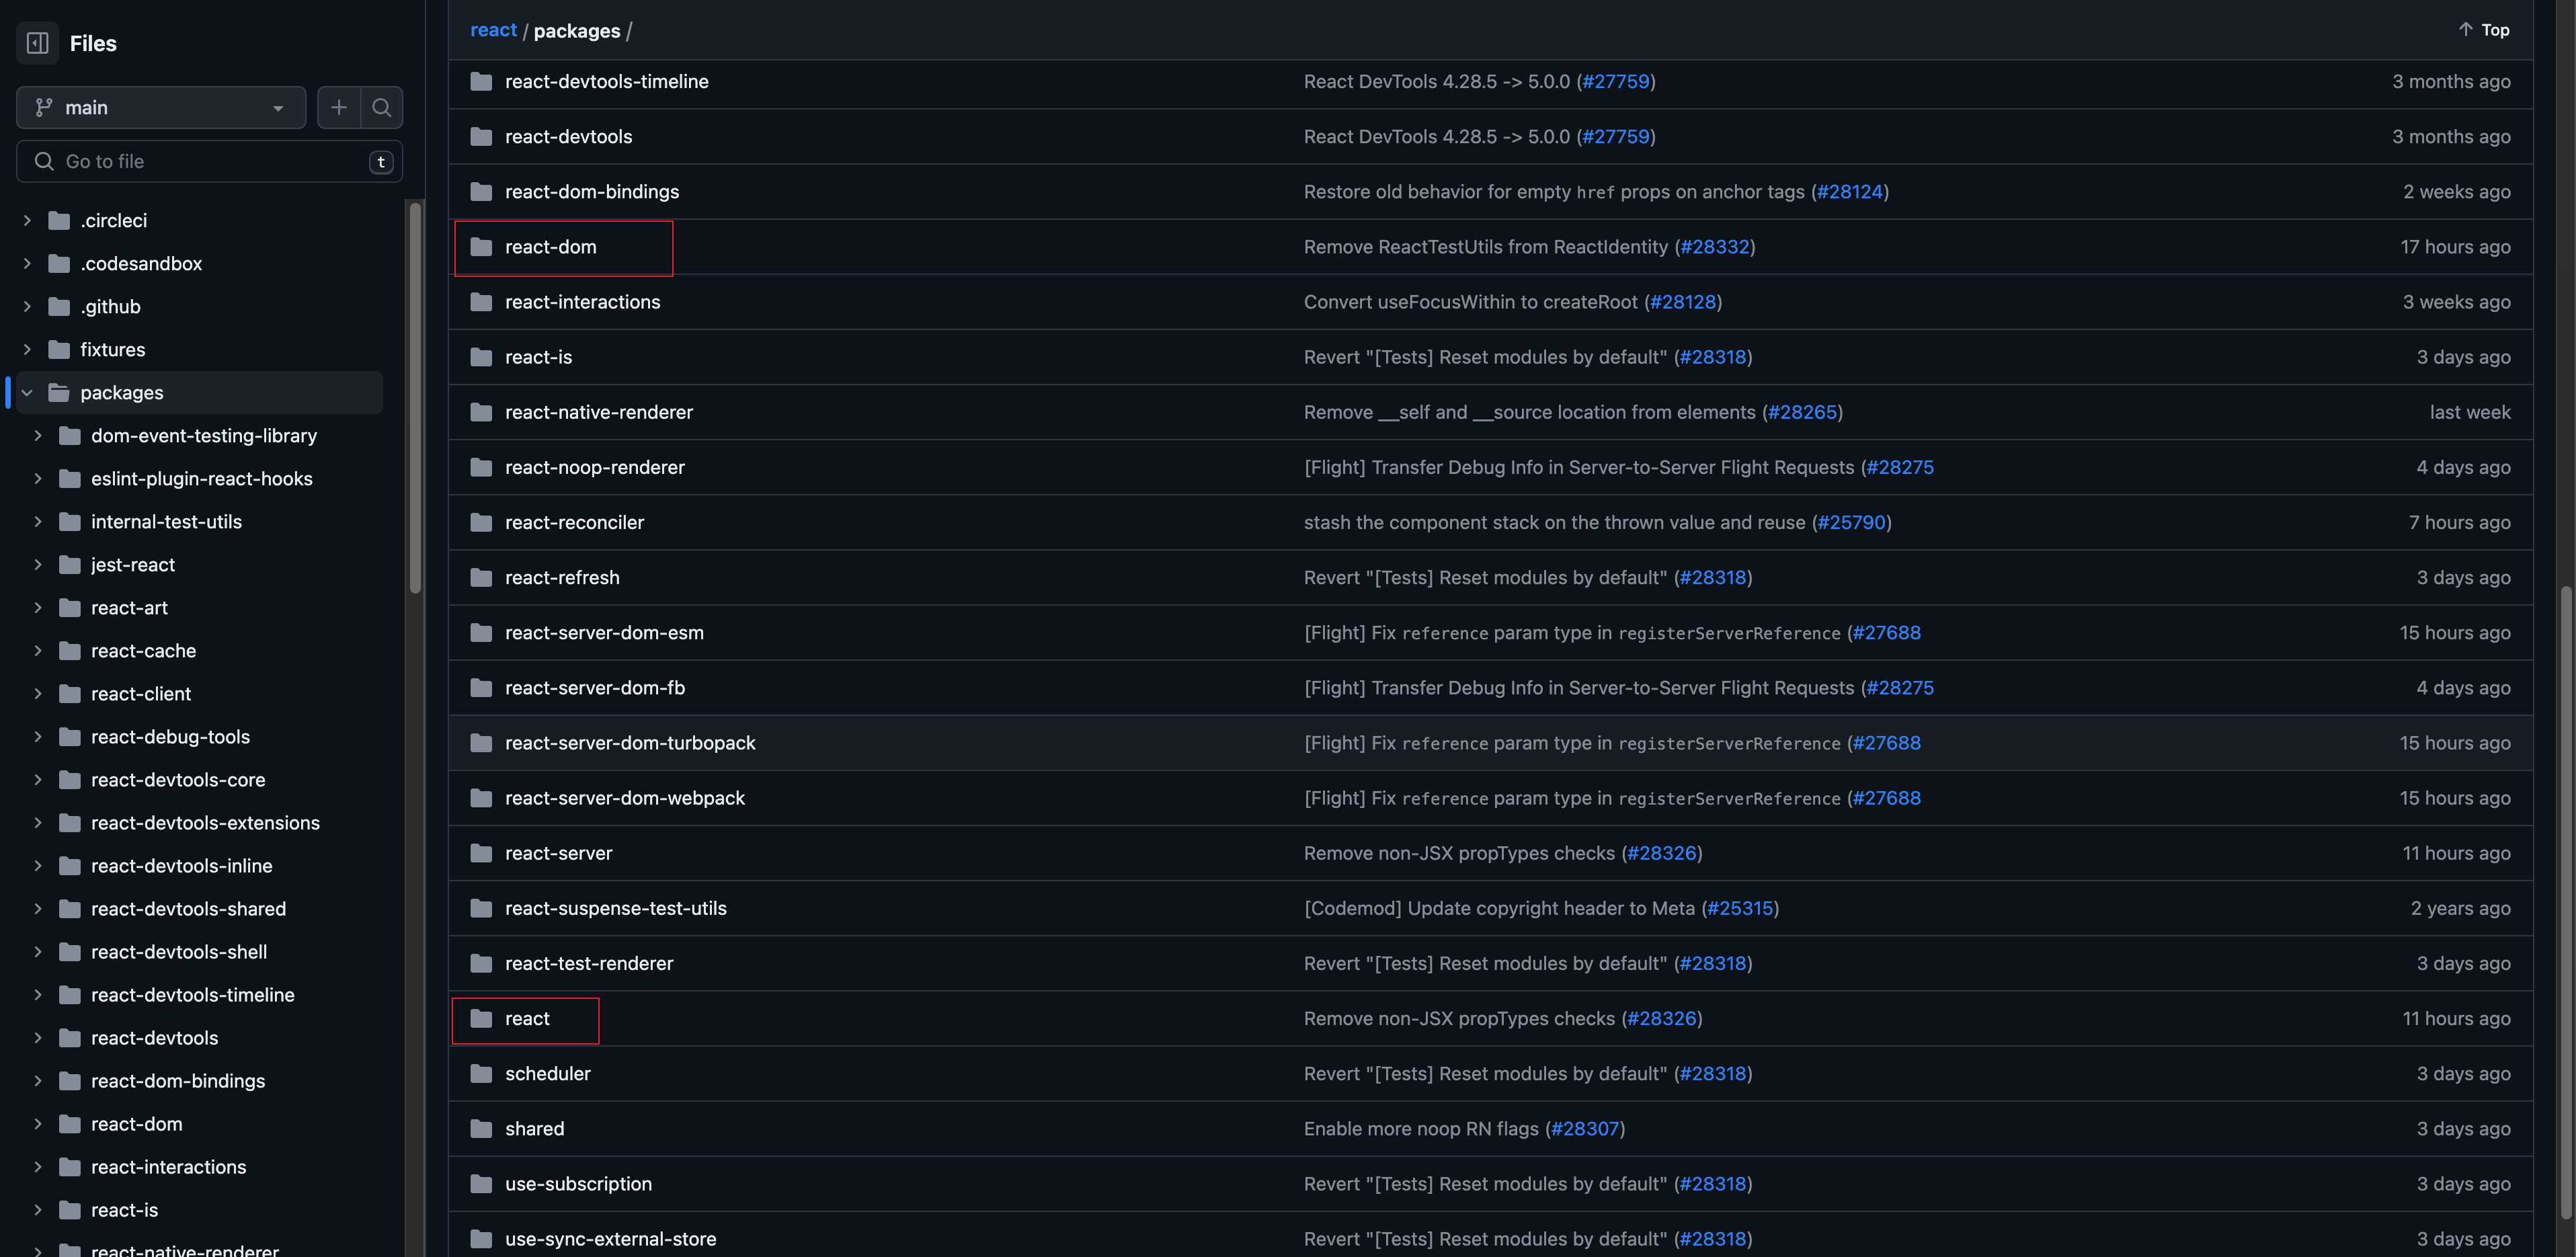 Files
main
Go to file
t
.circleci
.codesandbox
.github
fixtures
packages
dom-event-testing-library
eslint-plugin-react-hooks
internal-test-utils
jest-react
react-art
react-cache
react-client
react-debug-tools
react-devtools-core
react-devtools-extensions
react-devtools-inline
react-devtools-shared
react-devtools-shell
react-devtools-timeline
react-devtools
react-dom-bindings
react-dom
react-interactions
react-is
react-native-renderer
react / packages / Top
react-devtools-timeline React DevTools 4.28.5 -> 5.0.0 (#27759) 3 months ago
react-devtools React DevTools 4.28.5 -> 5.0.0 (#27759) 3 months ago
react-dom-bindings Restore old behavior for empty href props on anchor tags (#28124) 2 weeks ago
react-dom Remove ReactTestUtils from ReactIdentity (#28332) 17 hours ago
react-interactions Convert useFocusWithin to createRoot (#28128) 3 weeks ago
react-is Revert "[Tests] Reset modules by default" (#28318) 3 days ago
react-native-renderer Remove __self and __source location from elements (#28265) last week
react-noop-renderer [Flight] Transfer Debug Info in Server-to-Server Flight Requests (#28275 4 days ago
react-reconciler stash the component stack on the thrown value and reuse (#25790) 7 hours ago
react-refresh Revert "[Tests] Reset modules by default" (#28318) 3 days ago
react-server-dom-esm [Flight] Fix reference param type in registerServerReference (#27688 15 hours ago
react-server-dom-fb [Flight] Transfer Debug Info in Server-to-Server Flight Requests (#28275 4 days ago
react-server-dom-turbopack [Flight] Fix reference param type in registerServerReference (#27688 15 hours ago
react-server-dom-webpack [Flight] Fix reference param type in registerServerReference (#27688 15 hours ago
react-server Remove non-JSX propTypes checks (#28326) 11 hours ago
react-suspense-test-utils [Codemod] Update copyright header to Meta (#25315) 2 years ago
react-test-renderer Revert "[Tests] Reset modules by default" (#28318) 3 days ago
react Remove non-JSX propTypes checks (#28326) 11 hours ago
scheduler Revert "[Tests] Reset modules by default" (#28318) 3 days ago
shared Enable more noop RN flags (#28307) 3 days ago
use-subscription Revert "[Tests] Reset modules by default" (#28318) 3 days ago
use-sync-external-store Revert "[Tests] Reset modules by default" (#28318) 3 days ago